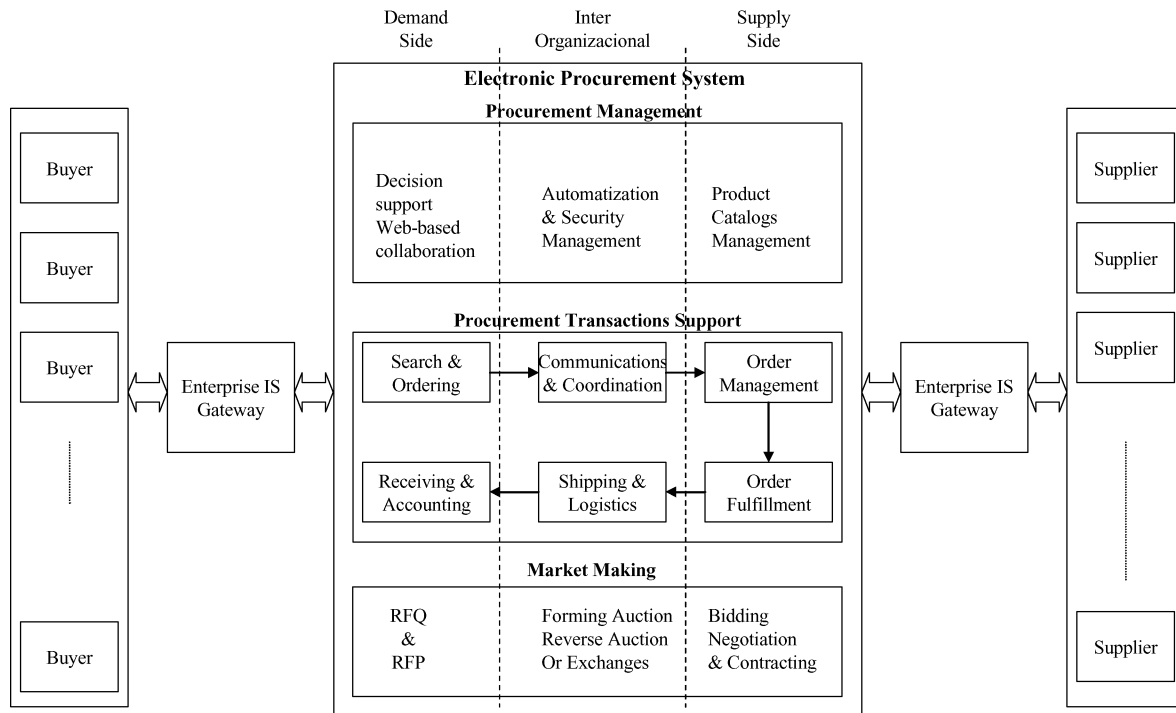 Demand
Side
Inter
Organizacional
Supply
Side
Electronic Procurement System
Procurement Management
Decision
support
Web-based
collaboration
Automatization
& Security
Management
Product
Catalogs
Management
Procurement Transactions Support
Search &
Ordering
Communications
& Coordination
Order
Management
Receiving &
Accounting
Shipping &
Logistics
Order
Fulfillment
Market Making
RFQ
&
RFP
Forming Auction
Reverse Auction
Or Exchanges
Bidding
Negotiation
& Contracting
Buyer
Buyer
Buyer
Buyer
Enterprise IS
Gateway
Enterprise IS
Gateway
Supplier
Supplier
Supplier
Supplier